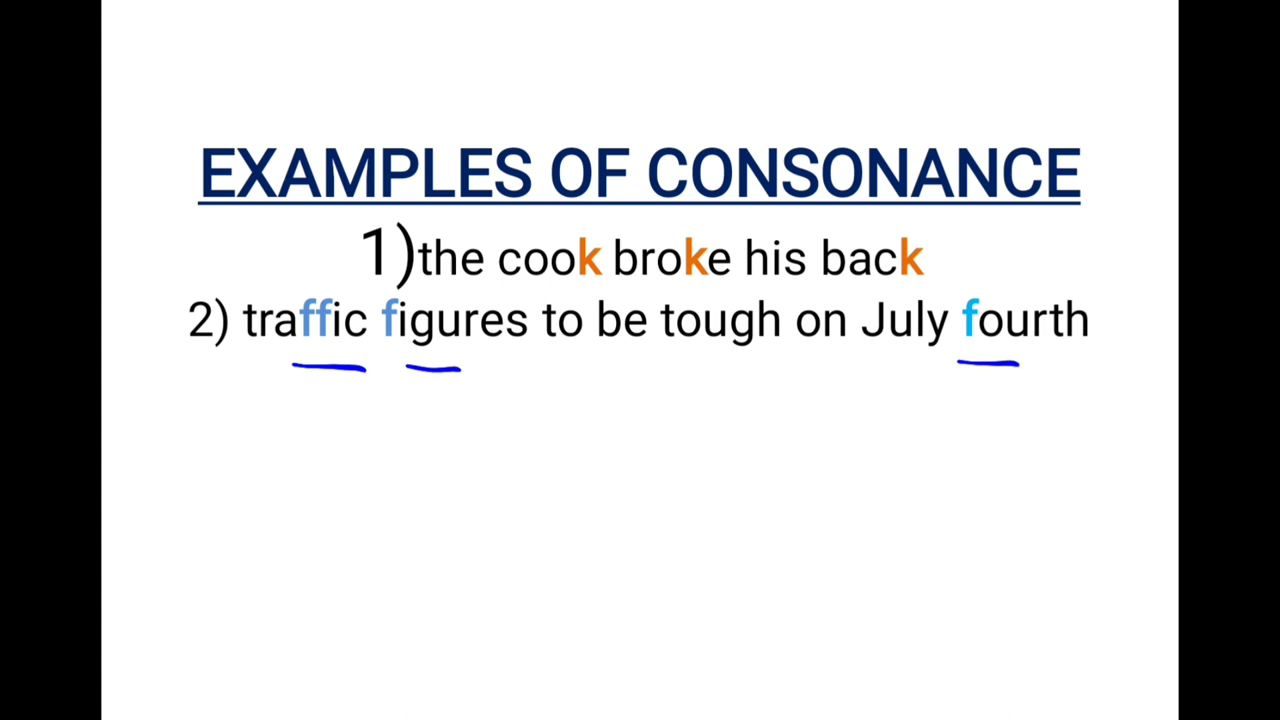 EXAMPLES OF CONSONANCE
1)the cook broke his back
2) traffic figures to be tough on July fourth